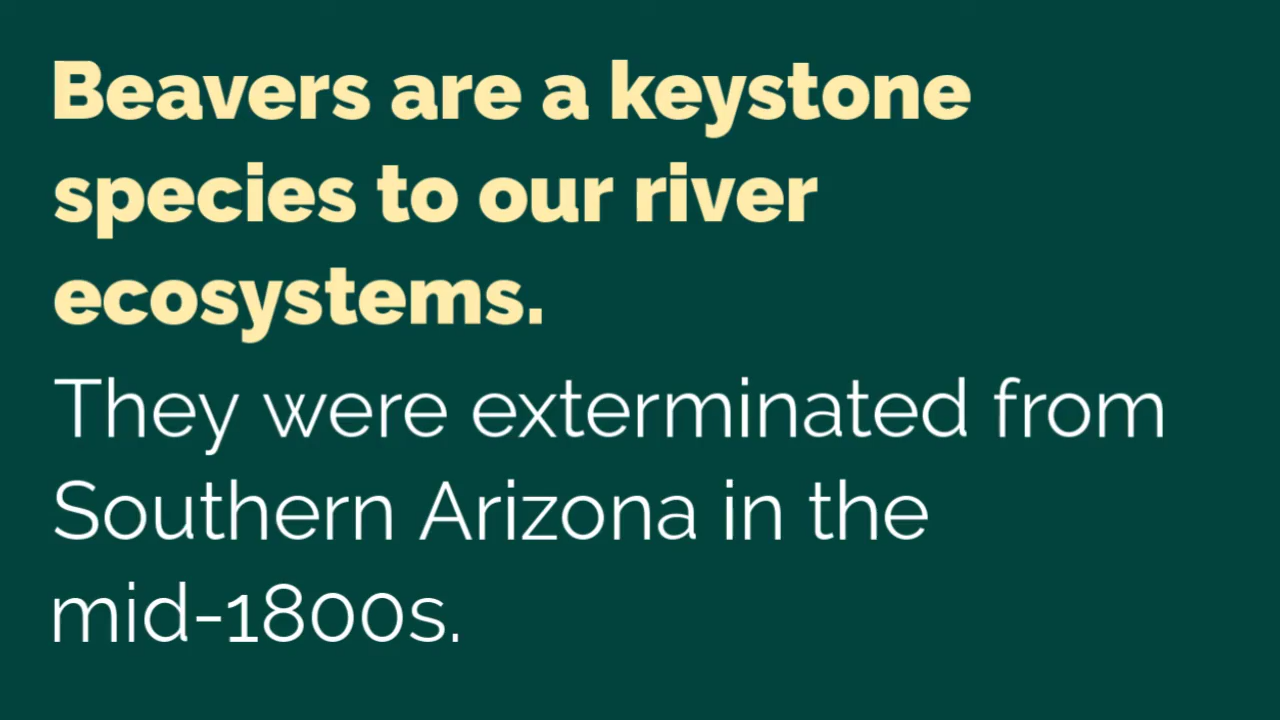 Beavers are a keystone
species to our river
ecosystems.
They were exterminated from
Southern Arizona in the
mid-1800s.